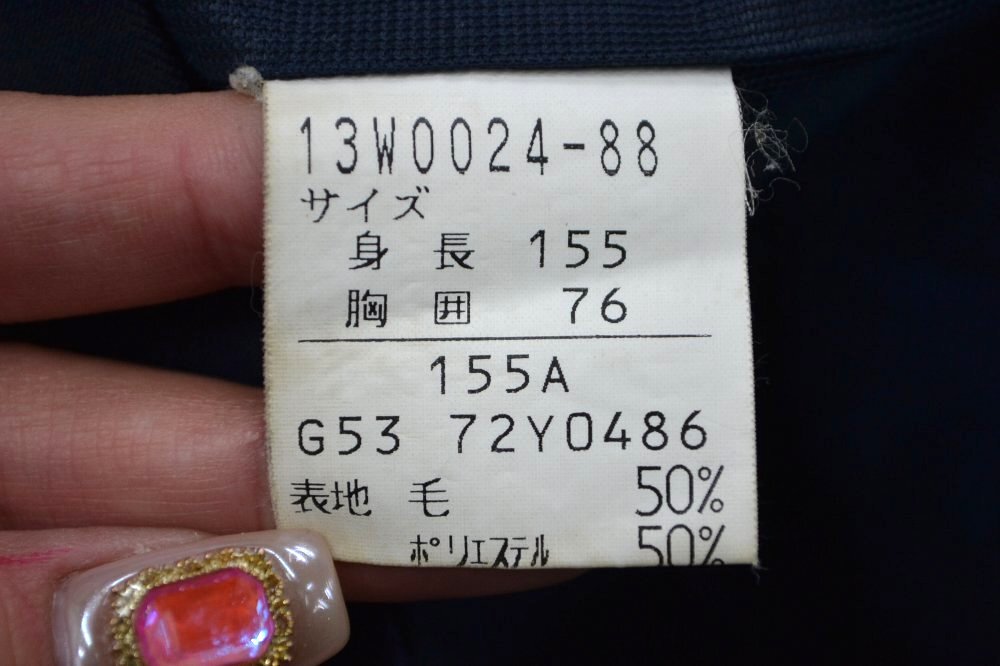 13W0024-88
サイズ
身長 155
胸囲 76
155A
G53 72Y0486
表地 毛 50%
ポリエステル 50%